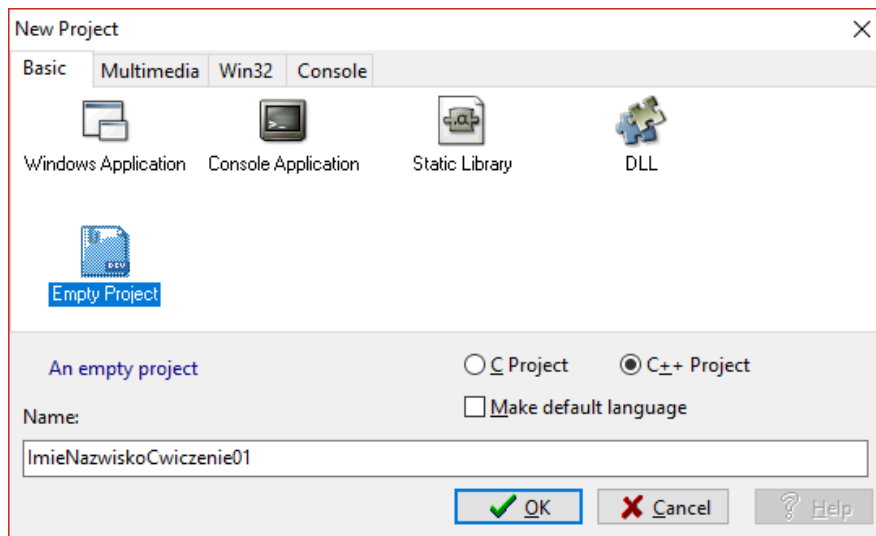 New Project
Basic Multimedia Win32 Console
Windows Application Console Application Static Library DLL
Empty Project
An empty project
C Project C++ Project
Make default language
Name:
ImieNazwiskoCwiczenie01
OK Cancel Help